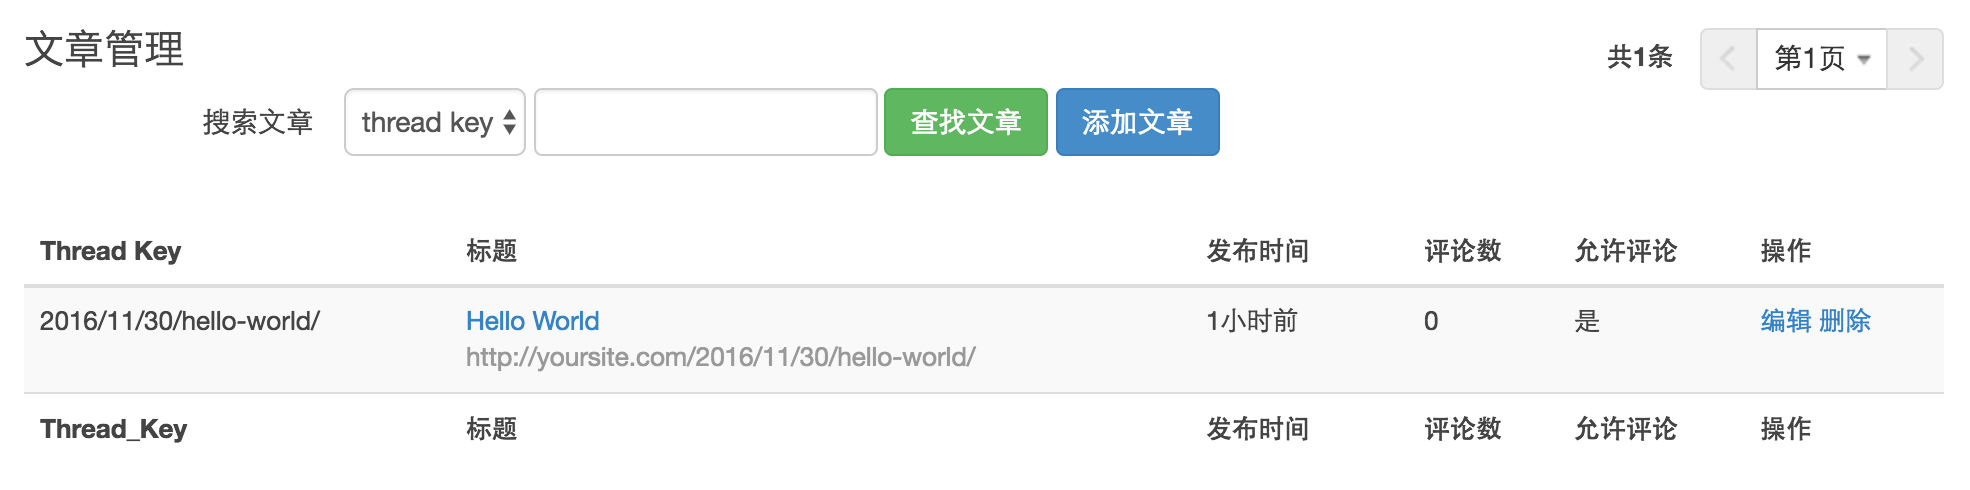 文章管理
共1条 第1页
搜索文章 thread key 查找文章 添加文章
Thread Key 标题 发布时间 评论数 允许评论 操作
2016/11/30/hello-world/ Hello World 1小时前 0 是 编辑 删除
http://yoursite.com/2016/11/30/hello-world/
Thread_Key 标题 发布时间 评论数 允许评论 操作